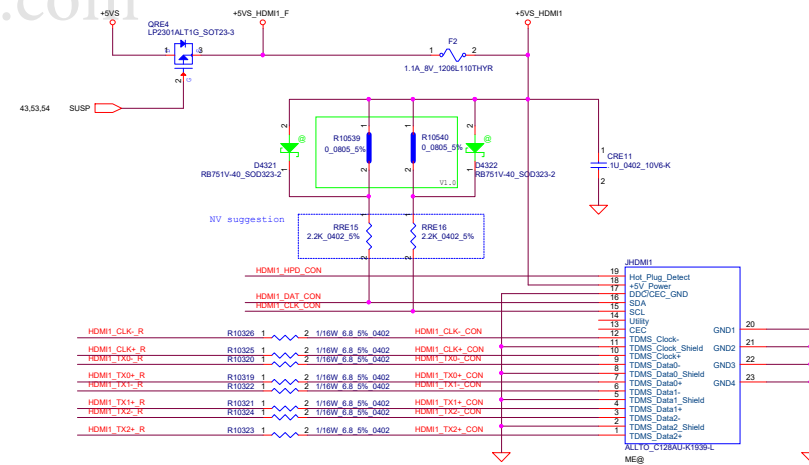 .com
+5VS +5VS_HDMI1_F +5VS_HDMI1
QRE4
LP2301ALT1G_SOT23-3
1 3
2 G
F2
1 2
1.1A_8V_1206L110THYR
43,53,54 SUSP
R10539
0_0805_5%
R10540
0_0805_5%
1 2
1 2
D4321
RB751V-40_SOD323-2
2 @ 1
D4322
RB751V-40_SOD323-2
2 @ 1
V1.0
CRE11
.1U_0402_10V6-K
1
2
NV suggestion
RRE15
2.2K_0402_5%
RRE16
2.2K_0402_5%
1 2
1 2
JHDMI1
HDMI1_HPD_CON 19 Hot_Plug_Detect
18 +5V_Power
17 DDC/CEC_GND
HDMI1_DAT_CON 16 SDA
HDMI1_CLK_CON 15 SCL
14 Utility
13 CEC
HDMI1_CLK-_R R10326 1 2 1/16W_6.8_5%_0402 HDMI1_CLK-_CON 12 TDMS_Clock-
11 TDMS_Clock_Shield
HDMI1_CLK+_R R10325 1 2 1/16W_6.8_5%_0402 HDMI1_CLK+_CON 10 TDMS_Clock+
HDMI1_TX0-_R R10320 1 2 1/16W_6.8_5%_0402 HDMI1_TX0-_CON 9 TDMS_Data0-
8 TDMS_Data0_Shield
HDMI1_TX0+_R R10319 1 2 1/16W_6.8_5%_0402 HDMI1_TX0+_CON 7 TDMS_Data0+
HDMI1_TX1-_R R10322 1 2 1/16W_6.8_5%_0402 HDMI1_TX1-_CON 6 TDMS_Data1-
5 TDMS_Data1_Shield
HDMI1_TX1+_R R10321 1 2 1/16W_6.8_5%_0402 HDMI1_TX1+_CON 4 TDMS_Data1+
HDMI1_TX2-_R R10324 1 2 1/16W_6.8_5%_0402 HDMI1_TX2-_CON 3 TDMS_Data2-
2 TDMS_Data2_Shield
HDMI1_TX2+_R R10323 1 2 1/16W_6.8_5%_0402 HDMI1_TX2+_CON 1 TDMS_Data2+
GND1 20
GND2 21
GND3 22
GND4 23
ALLTO_C128AU-K1939-L
ME@